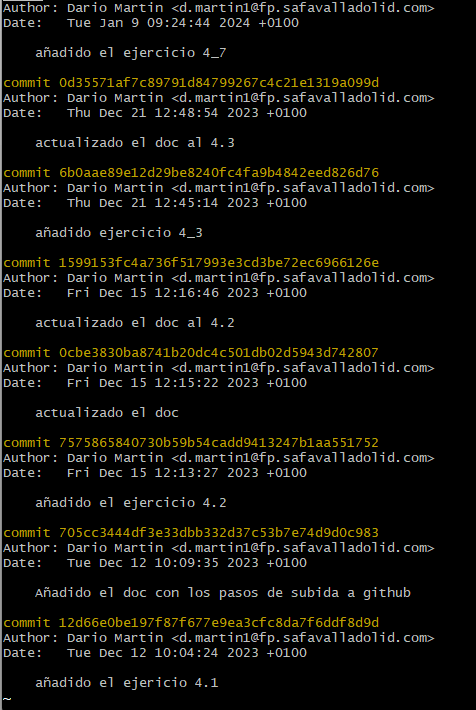 Author: Dario Martin <d.martin1@fp.safavalladolid.com>
Date:   Tue Jan 9 09:24:44 2024 +0100
añadido el ejercicio 4_7
commit 0d35571af7c89791d84799267c4c21e1319a099d
Author: Dario Martin <d.martin1@fp.safavalladolid.com>
Date:   Thu Dec 21 12:48:54 2023 +0100
actualizado el doc al 4.3
commit 6b0aae89e12d29be8240fc4fa9b4842eed826d76
Author: Dario Martin <d.martin1@fp.safavalladolid.com>
Date:   Thu Dec 21 12:45:14 2023 +0100
añadido ejercicio 4_3
commit 1599153fc4a736f517993e3cd3be72ec6966126e
Author: Dario Martin <d.martin1@fp.safavalladolid.com>
Date:   Fri Dec 15 12:16:46 2023 +0100
actualizado el doc al 4.2
commit 0cbe3830ba8741b20dc4c501db02d5943d742807
Author: Dario Martin <d.martin1@fp.safavalladolid.com>
Date:   Fri Dec 15 12:15:22 2023 +0100
actualizado el doc
commit 7575865840730b59b54cadd9413247b1aa551752
Author: Dario Martin <d.martin1@fp.safavalladolid.com>
Date:   Fri Dec 15 12:13:27 2023 +0100
añadido el ejercicio 4.2
commit 705cc3444df3e33dbb332d37c53b7e74d9d0c983
Author: Dario Martin <d.martin1@fp.safavalladolid.com>
Date:   Tue Dec 12 10:09:35 2023 +0100
Añadido el doc con los pasos de subida a github
commit 12d66e0be197f87f677e9ea3cfc8da7f6ddf8d9d
Author: Dario Martin <d.martin1@fp.safavalladolid.com>
Date:   Tue Dec 12 10:04:24 2023 +0100
añadido el ejericio 4.1
~